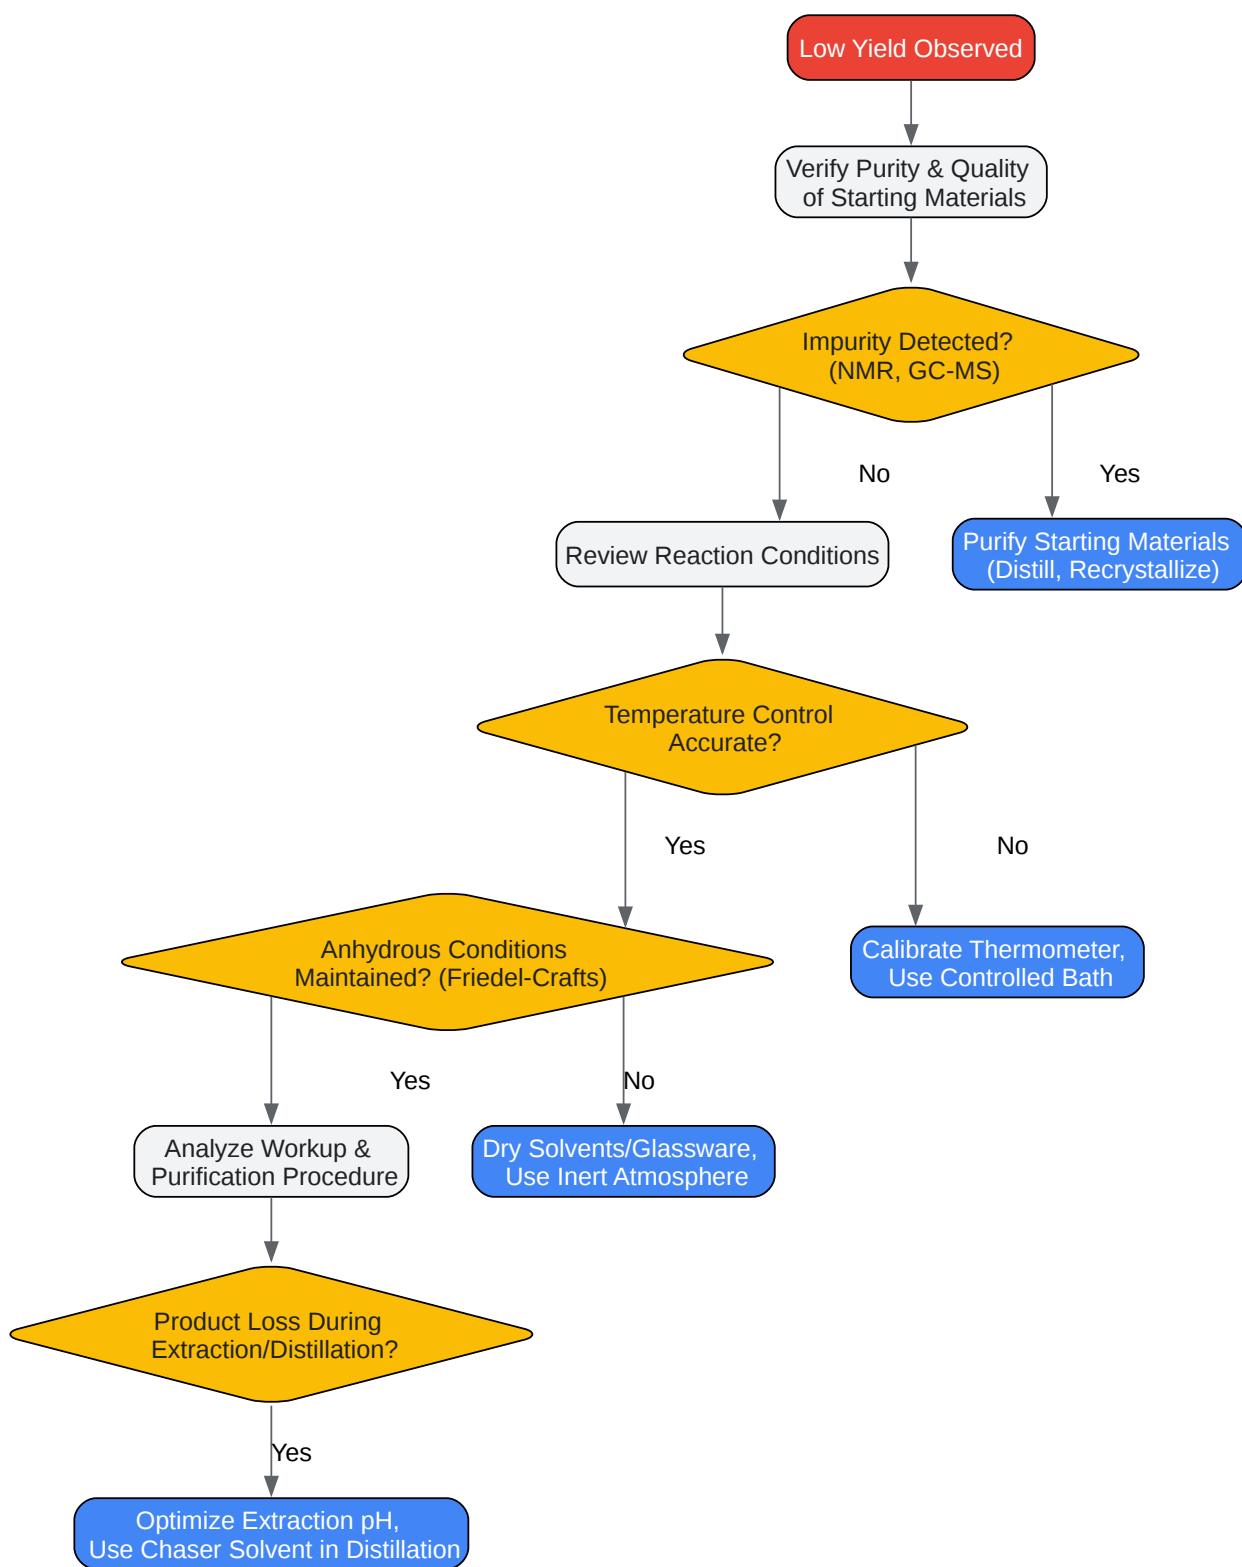 Low Yield Observed
Verify Purity & Quality
of Starting Materials
Impurity Detected?
(NMR, GC-MS)
No
Yes
Review Reaction Conditions
Purify Starting Materials
(Distill, Recrystallize)
Temperature Control
Accurate?
Yes
No
Anhydrous Conditions
Maintained? (Friedel-Crafts)
Calibrate Thermometer,
Use Controlled Bath
Yes
No
Analyze Workup &
Purification Procedure
Dry Solvents/Glassware,
Use Inert Atmosphere
Product Loss During
Extraction/Distillation?
Yes
Optimize Extraction pH,
Use Chaser Solvent in Distillation